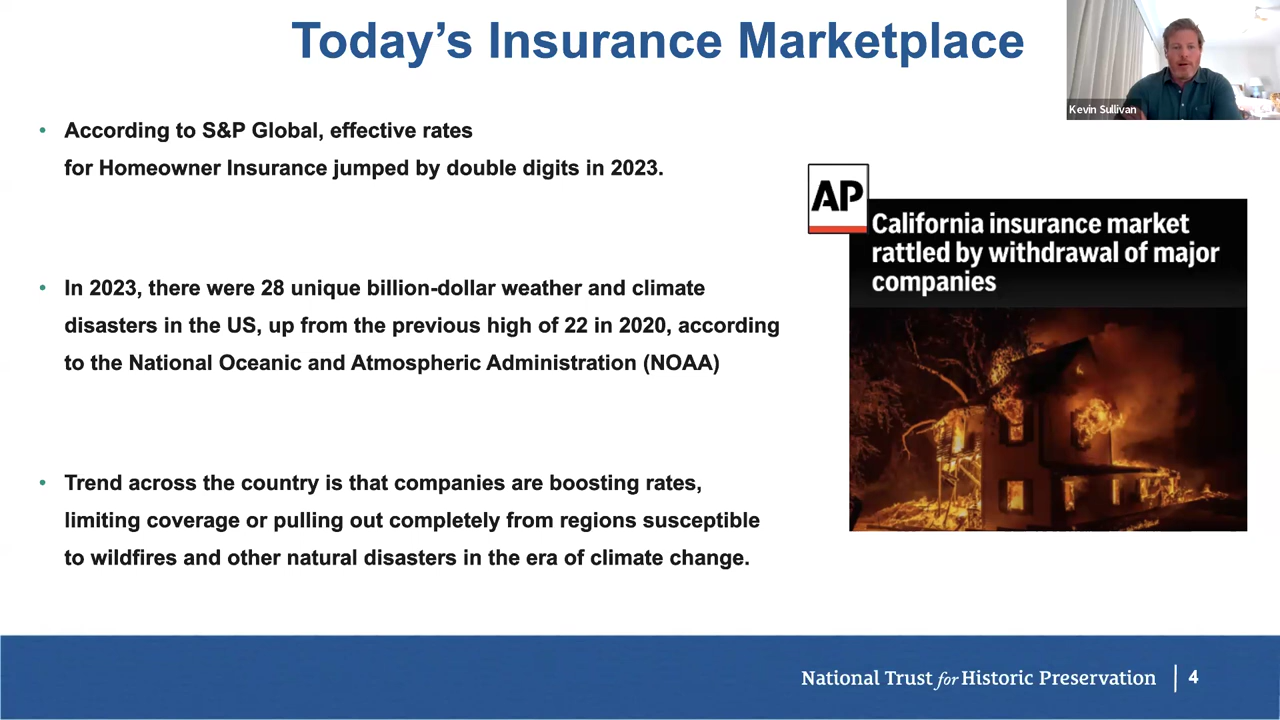 Today's Insurance Marketplace
Kevin Sullivan
• According to S&P Global, effective rates
for Homeowner Insurance jumped by double digits in 2023.
• In 2023, there were 28 unique billion-dollar weather and climate
disasters in the US, up from the previous high of 22 in 2020, according
to the National Oceanic and Atmospheric Administration (NOAA)
• Trend across the country is that companies are boosting rates,
limiting coverage or pulling out completely from regions susceptible
to wildfires and other natural disasters in the era of climate change.
AP
California insurance market
rattled by withdrawal of major
companies
National Trust for Historic Preservation | 4